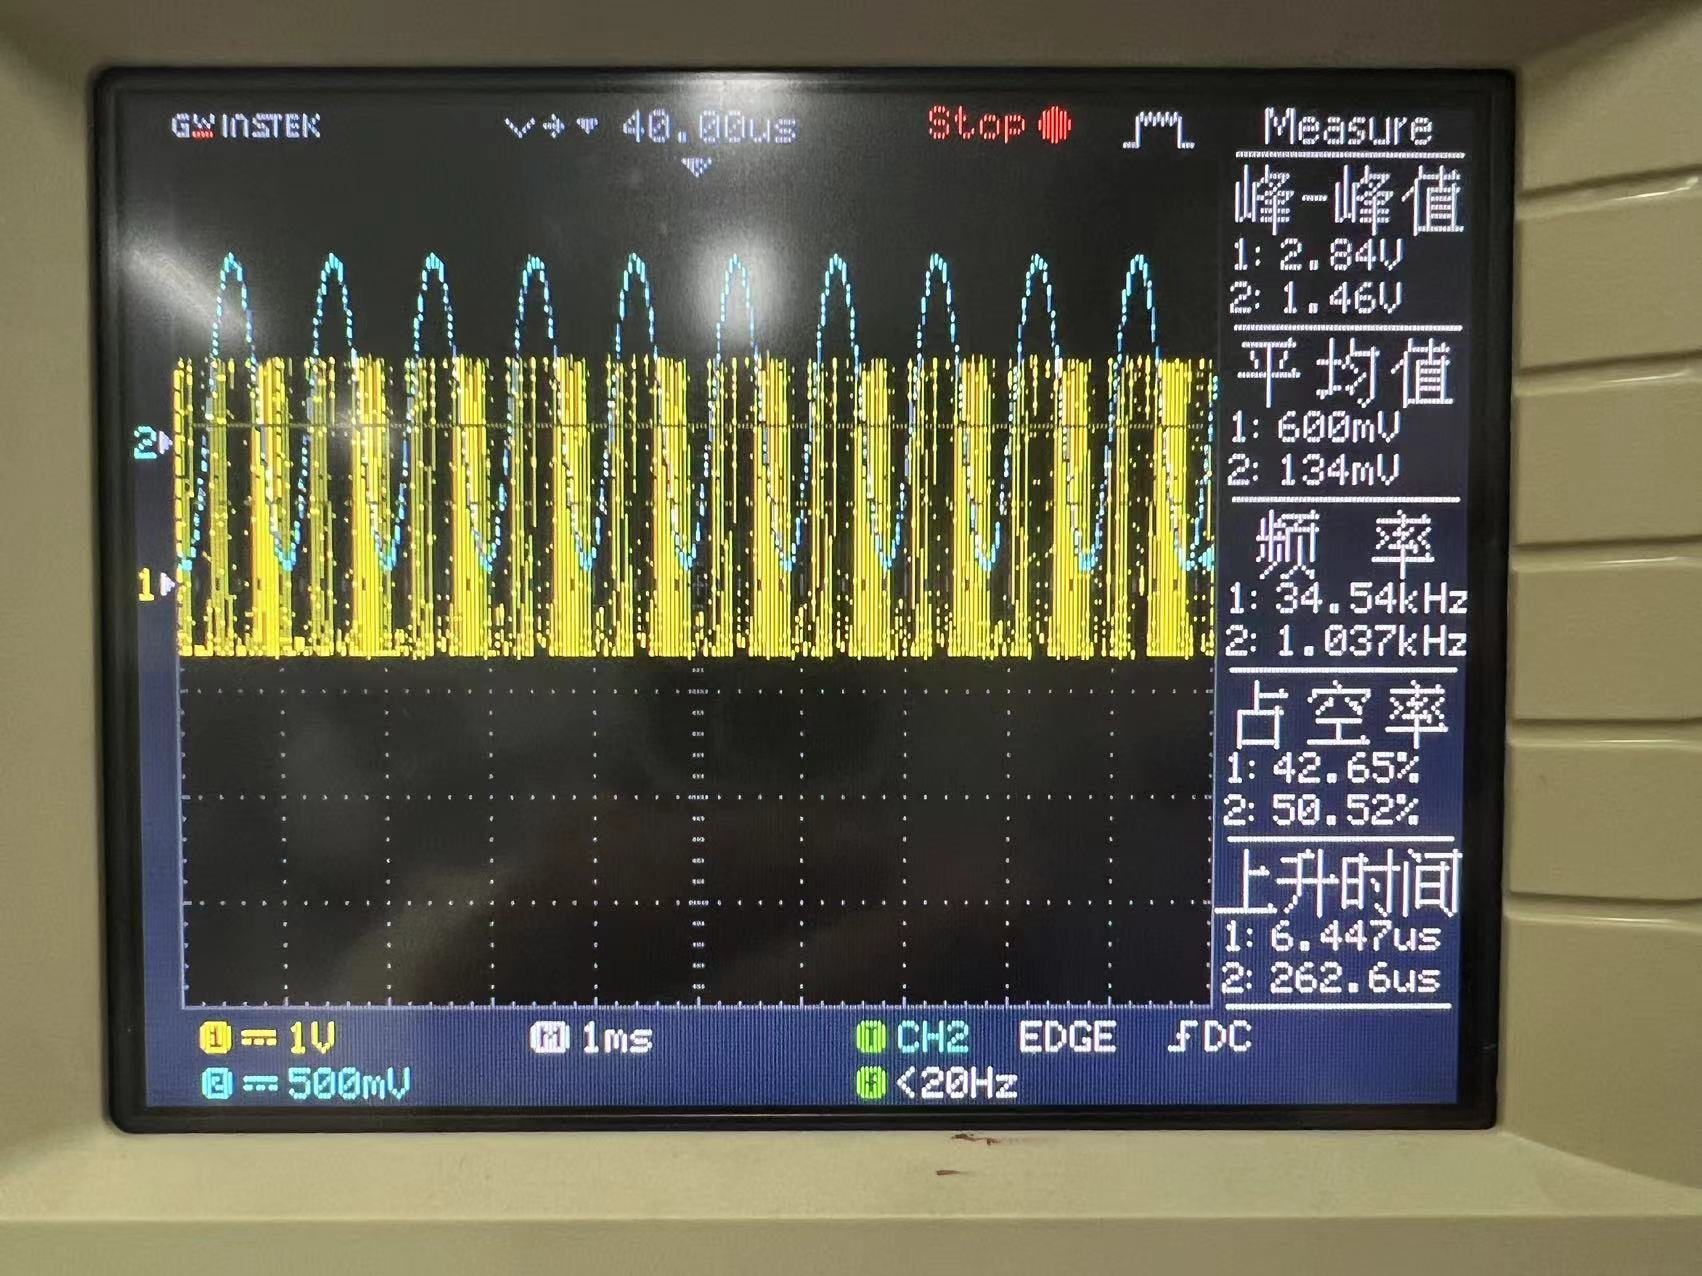 GW INSTEK 40.00us Stop Measure
峰-峰值
1: 2.84V
2: 1.46V
平均值
1: 600mV
2: 134mV
频 率
1: 34.54kHz
2: 1.037kHz
占空率
1: 42.65%
2: 50.52%
上升时间
1: 6.447us
2: 262.6us
2
1
1 1V M 1ms T CH2 EDGE DC
2 500mV f <20Hz